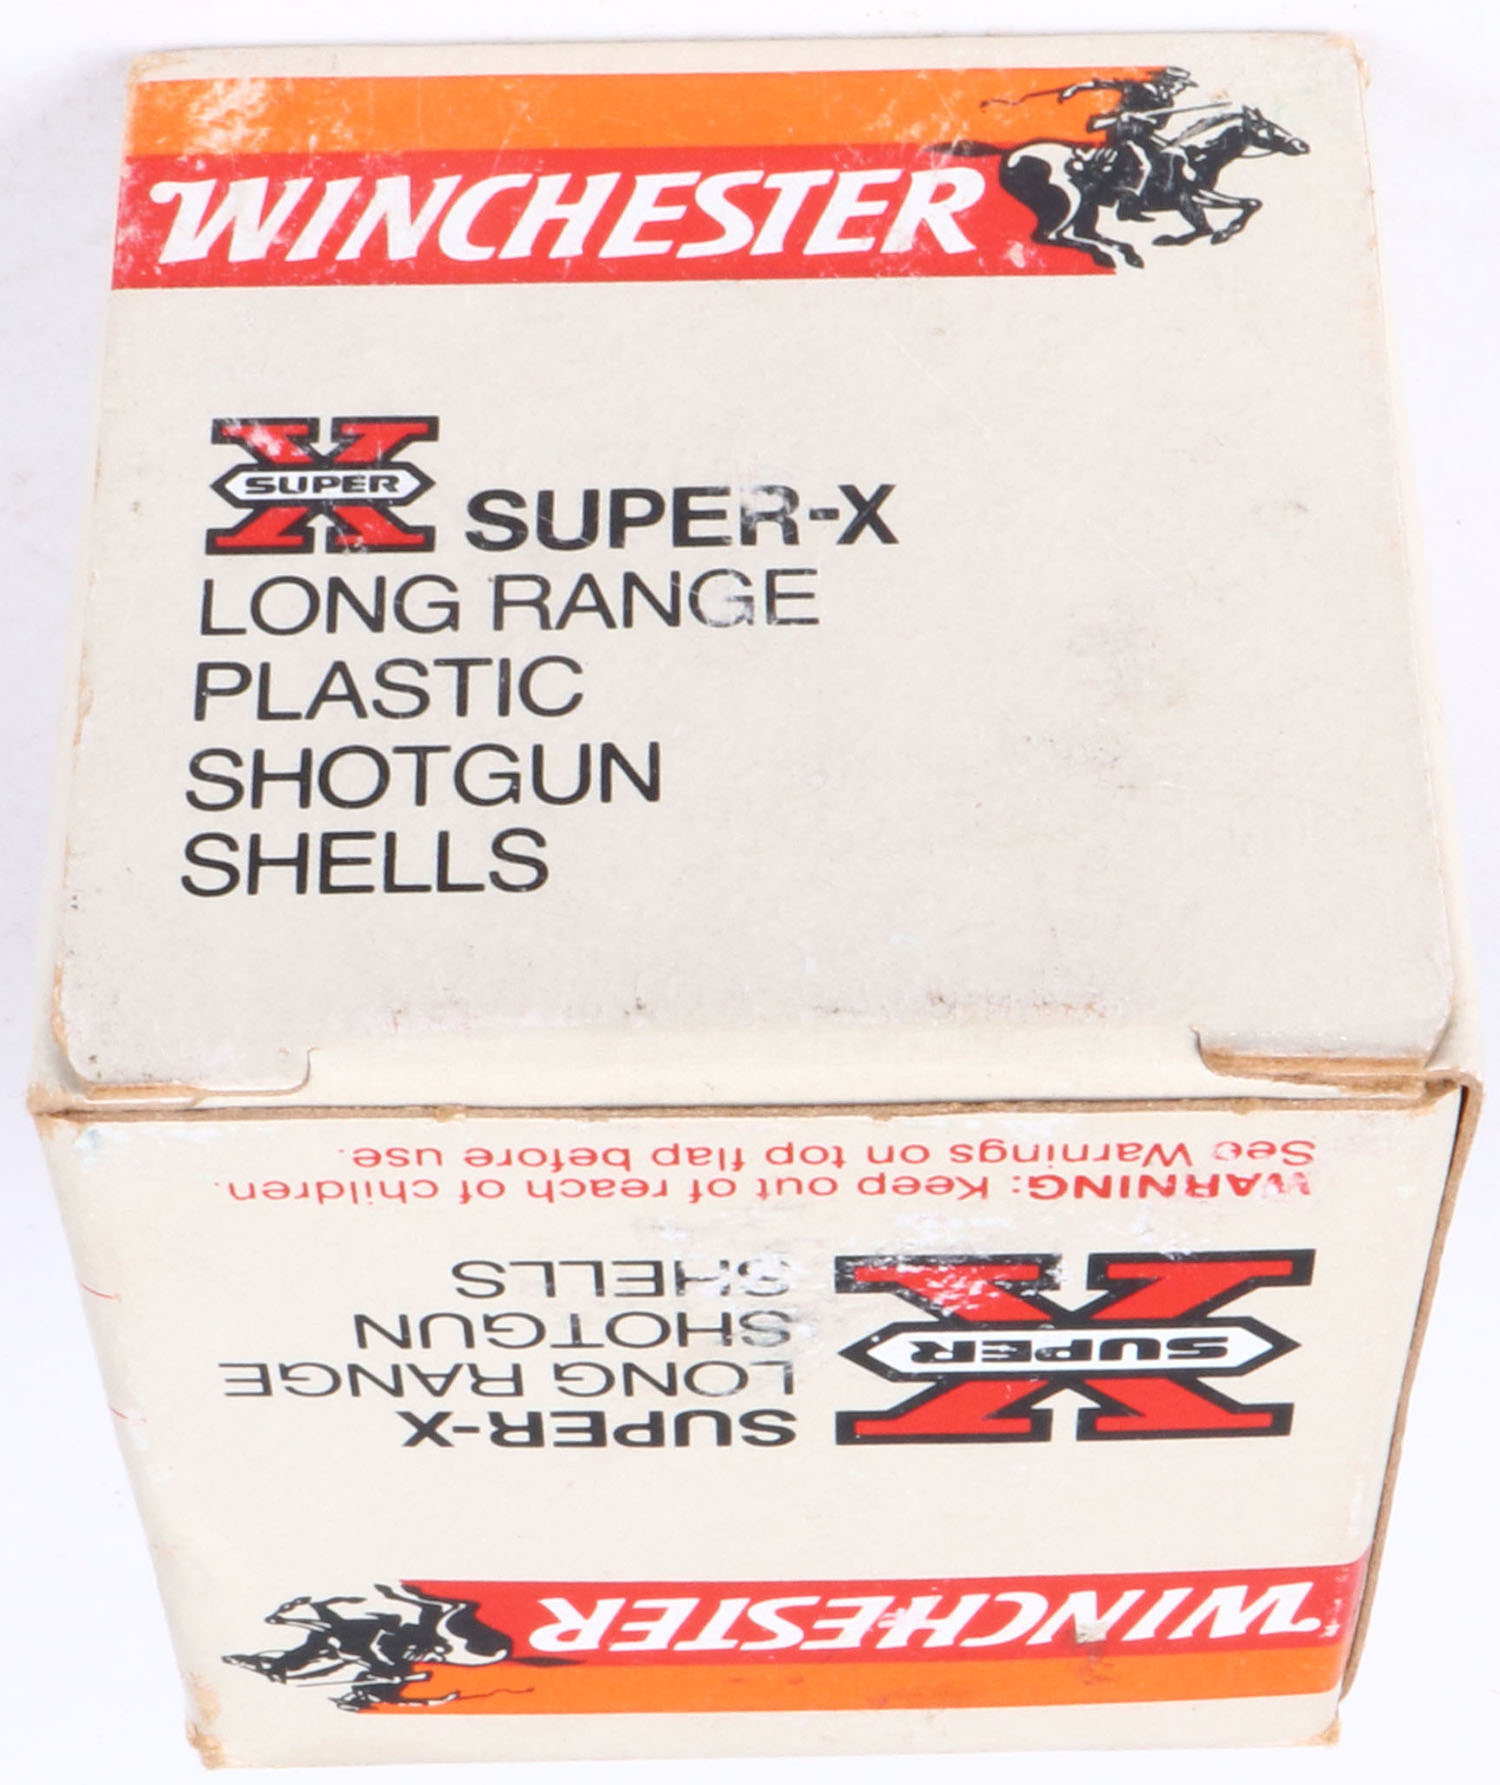 WINCHESTER
X
SUPER
SUPER-X
LONG RANGE
PLASTIC
SHOTGUN
SHELLS
WINCHESTER
X
SUPER
SUPER-X
LONG RANGE
SHOTGUN
SHELLS
WARNING: Keep out of reach of children.
See Warnings on top flap before use.